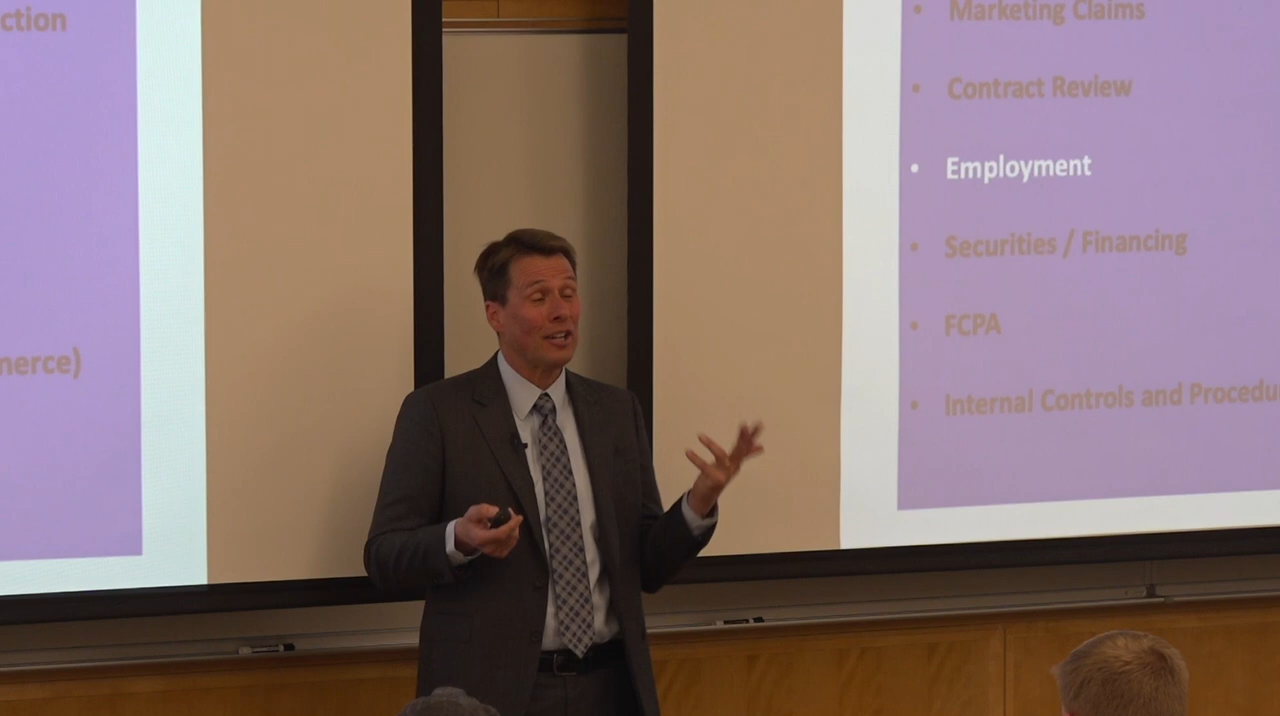 ction
merce)
Marketing Claims
Contract Review
Employment
Securities / Financing
FCPA
Internal Controls and Procedu